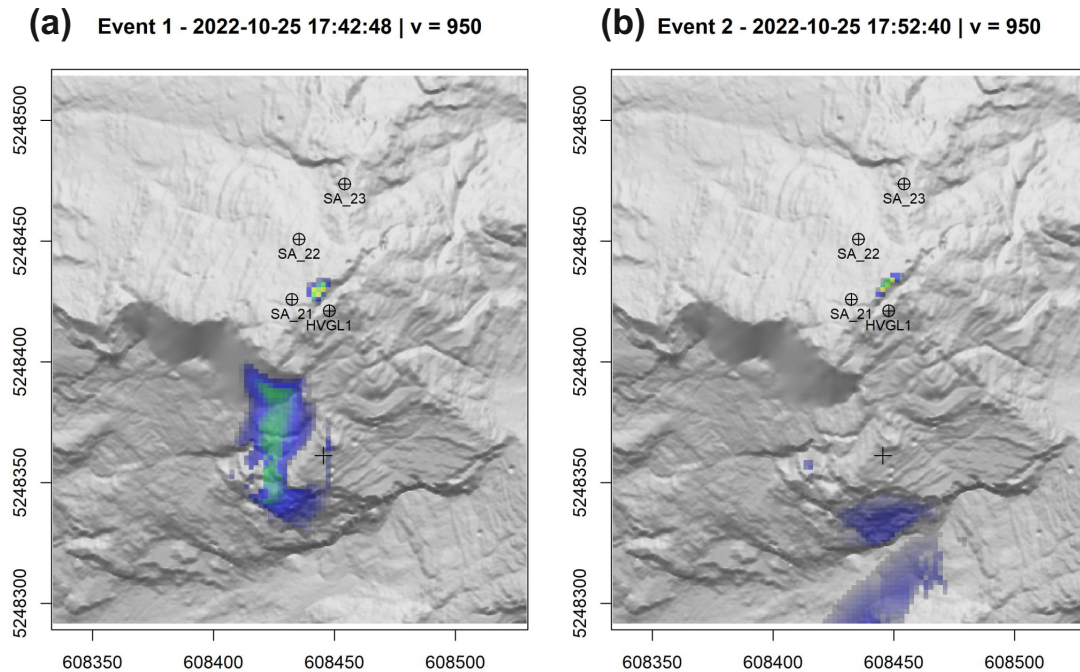 (a) Event 1 - 2022-10-25 17:42:48 | v = 950
(b) Event 2 - 2022-10-25 17:52:40 | v = 950
5248500
5248450
5248400
5248350
5248300
SA_23
SA_22
SA_21
HVGL1
608350
608400
608450
608500
5248500
5248450
5248400
5248350
5248300
SA_23
SA_22
SA_21
HVGL1
608350
608400
608450
608500